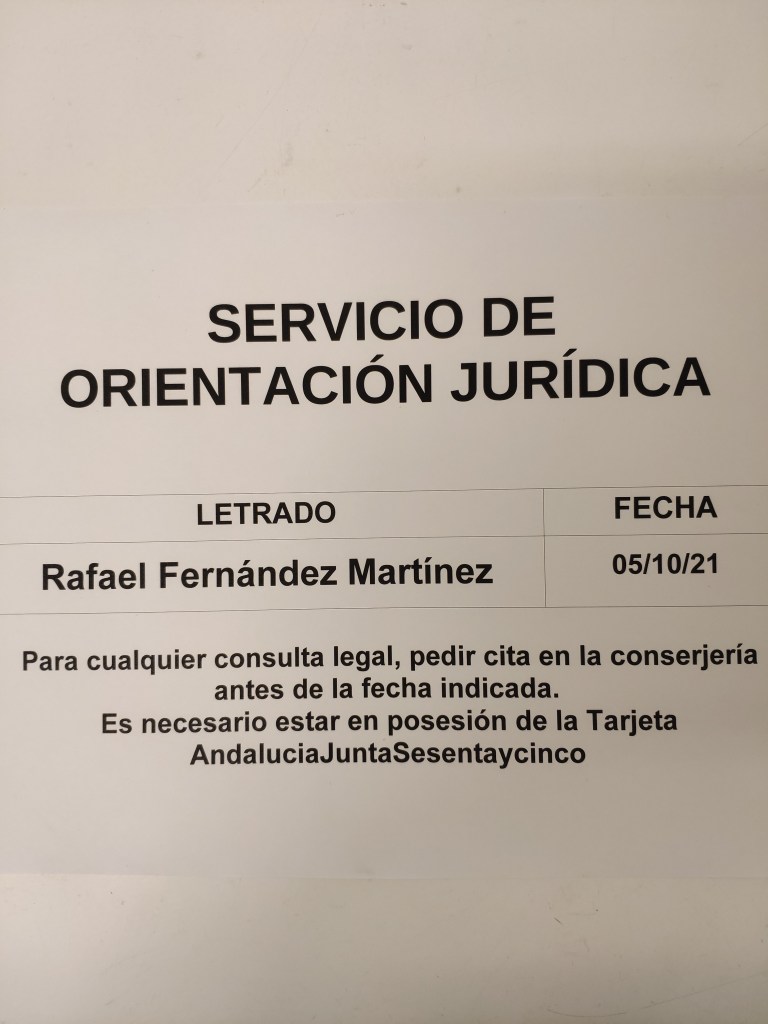 SERVICIO DE
ORIENTACIÓN JURÍDICA
LETRADO FECHA
Rafael Fernández Martínez 05/10/21
Para cualquier consulta legal, pedir cita en la conserjería
antes de la fecha indicada.
Es necesario estar en posesión de la Tarjeta
AndaluciaJuntaSesentaycinco